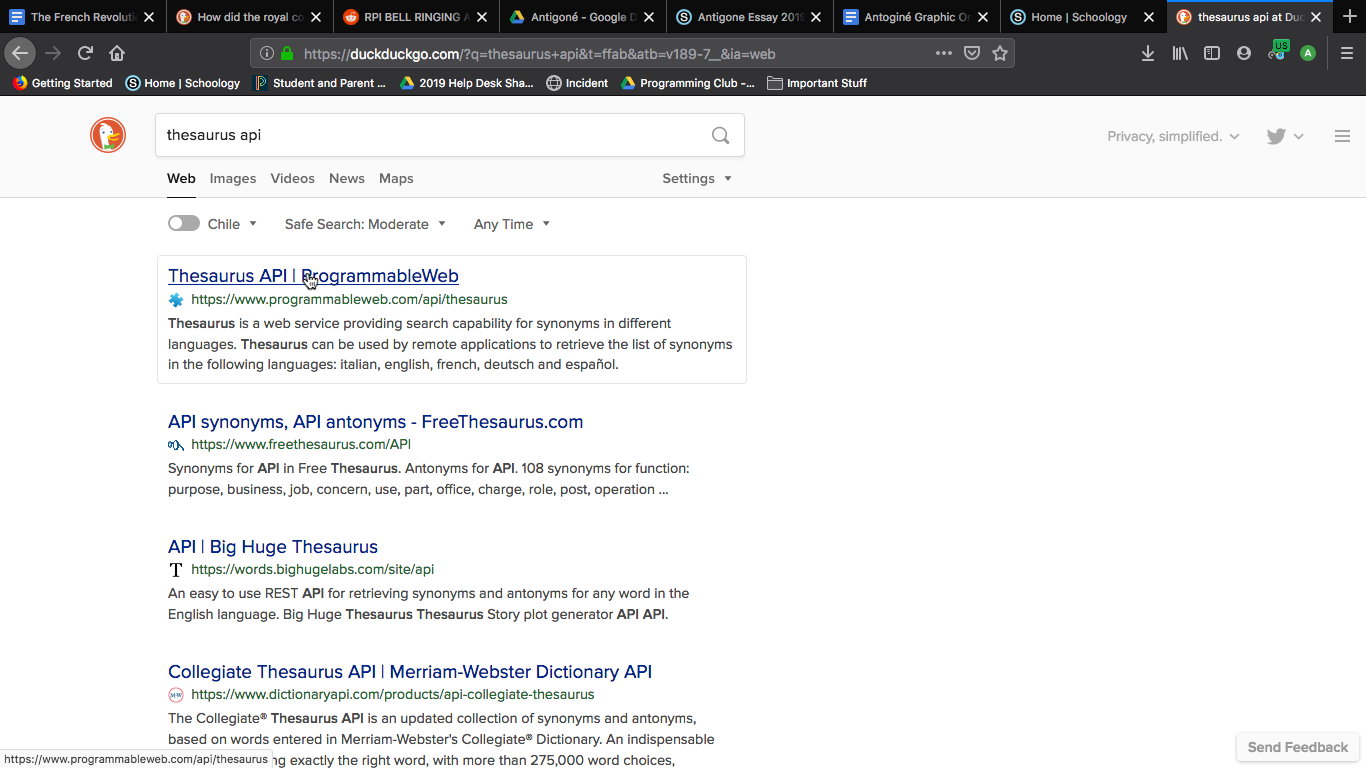 The French Revoluti
How did the royal co
RPI BELL RINGING A
Antigoné - Google D
Antigone Essay 2019
Antoginé Graphic Or
Home | Schoology
thesaurus api at Duc
https://duckduckgo.com/?q=thesaurus+api&t=ffab&atb=v189-7__&ia=web
US
A
Getting Started
Home | Schoology
Student and Parent ...
2019 Help Desk Sha...
Incident
Programming Club -...
Important Stuff
thesaurus api
Privacy, simplified.
Web Images Videos News Maps Settings
Chile Safe Search: Moderate Any Time
Thesaurus API | ProgrammableWeb
https://www.programmableweb.com/api/thesaurus
Thesaurus is a web service providing search capability for synonyms in different
languages. Thesaurus can be used by remote applications to retrieve the list of synonyms
in the following languages: italian, english, french, deutsch and español.
API synonyms, API antonyms - FreeThesaurus.com
https://www.freethesaurus.com/API
Synonyms for API in Free Thesaurus. Antonyms for API. 108 synonyms for function:
purpose, business, job, concern, use, part, office, charge, role, post, operation ...
API | Big Huge Thesaurus
T https://words.bighugelabs.com/site/api
An easy to use REST API for retrieving synonyms and antonyms for any word in the
English language. Big Huge Thesaurus Thesaurus Story plot generator API API.
Collegiate Thesaurus API | Merriam-Webster Dictionary API
https://www.dictionaryapi.com/products/api-collegiate-thesaurus
The Collegiate® Thesaurus API is an updated collection of synonyms and antonyms,
based on words entered in Merriam-Webster's Collegiate® Dictionary. An indispensable
ng exactly the right word, with more than 275,000 word choices,
Send Feedback
https://www.programmableweb.com/api/thesaurus